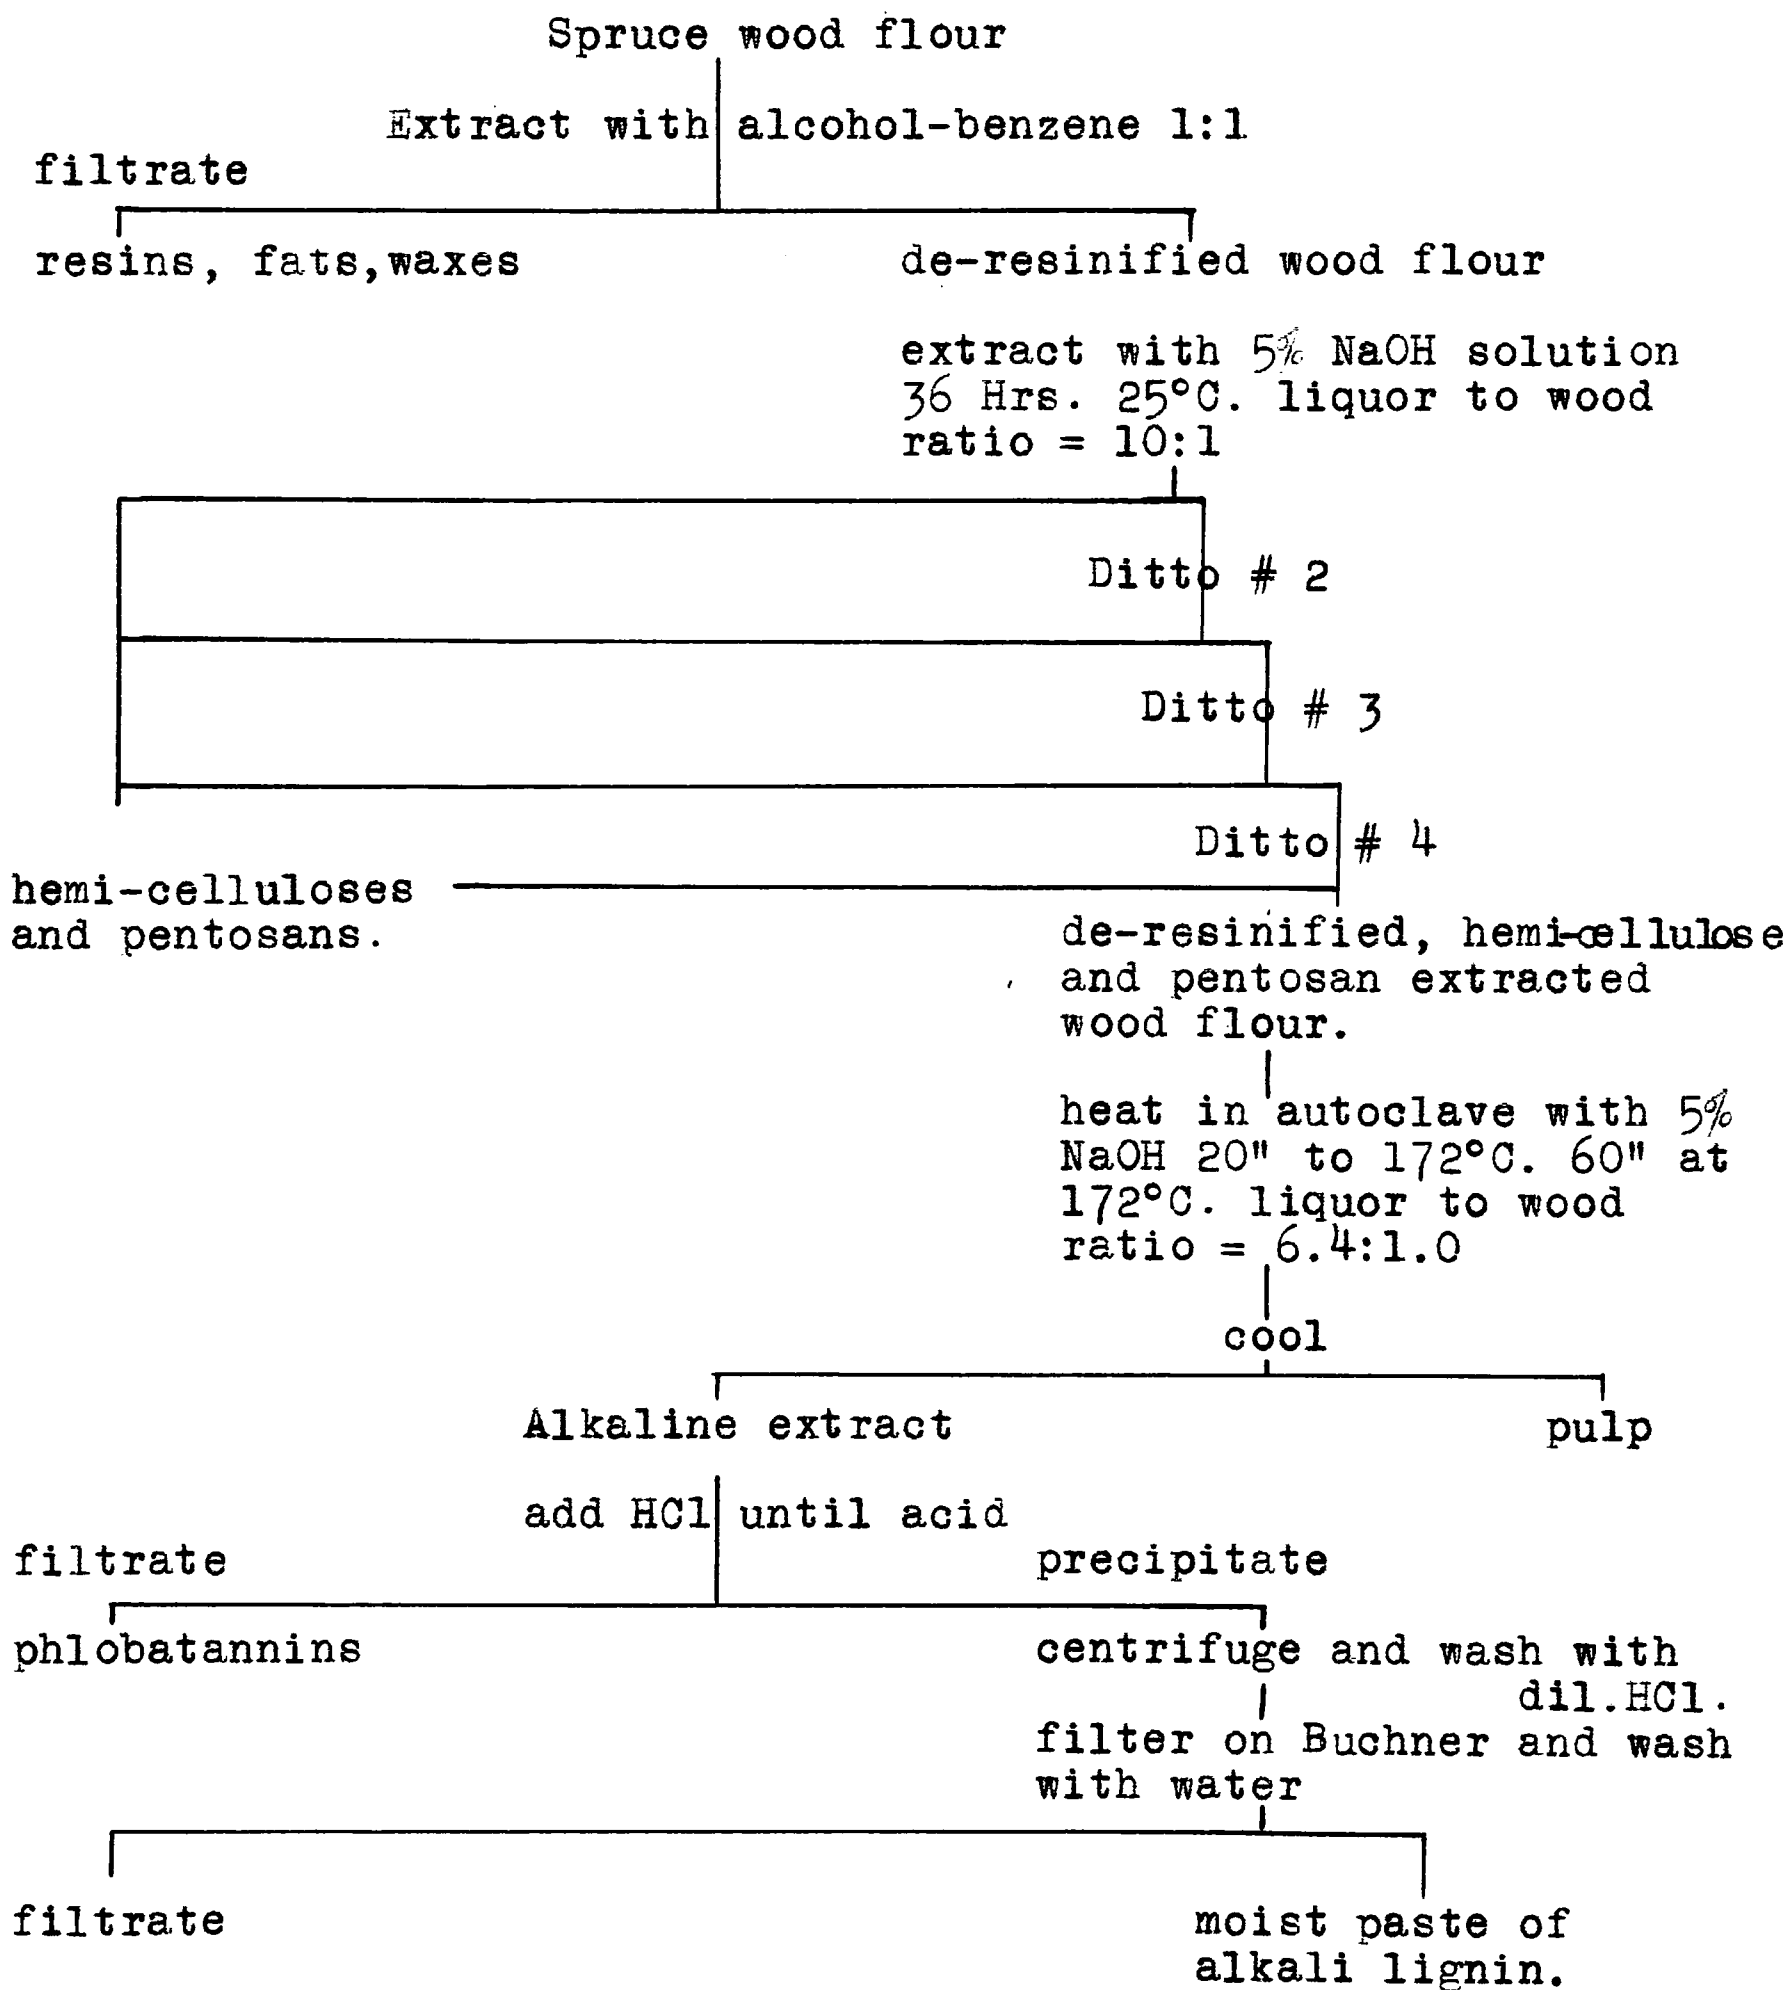 Spruce wood flour
Extract with alcohol-benzene 1:1
filtrate
resins, fats,waxes
de-resinified wood flour
extract with 5% NaOH solution
36 Hrs. 25°C. liquor to wood
ratio = 10:1
Ditto # 2
Ditto # 3
Ditto # 4
hemi-celluloses
and pentosans.
de-resinified, hemi-cellulose
and pentosan extracted
wood flour.
heat in autoclave with 5%
NaOH 20" to 172°C. 60" at
172°C. liquor to wood
ratio = 6.4:1.0
cool
Alkaline extract
pulp
add HCl until acid
filtrate
precipitate
phlobatannins
centrifuge and wash with
dil.HCl.
filter on Buchner and wash
with water
filtrate
moist paste of
alkali lignin.